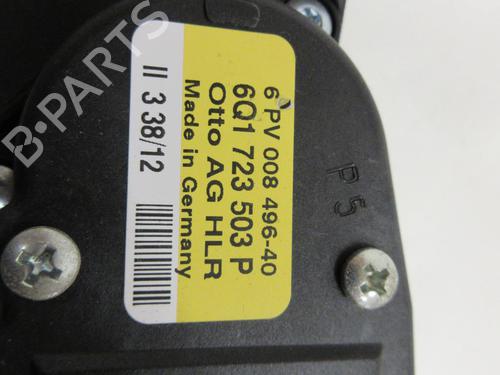 6 PV 008 496-40
6Q1 723 503 P
Otto AG HLR
Made in Germany
II 3 38/12
P5
B-PARTS